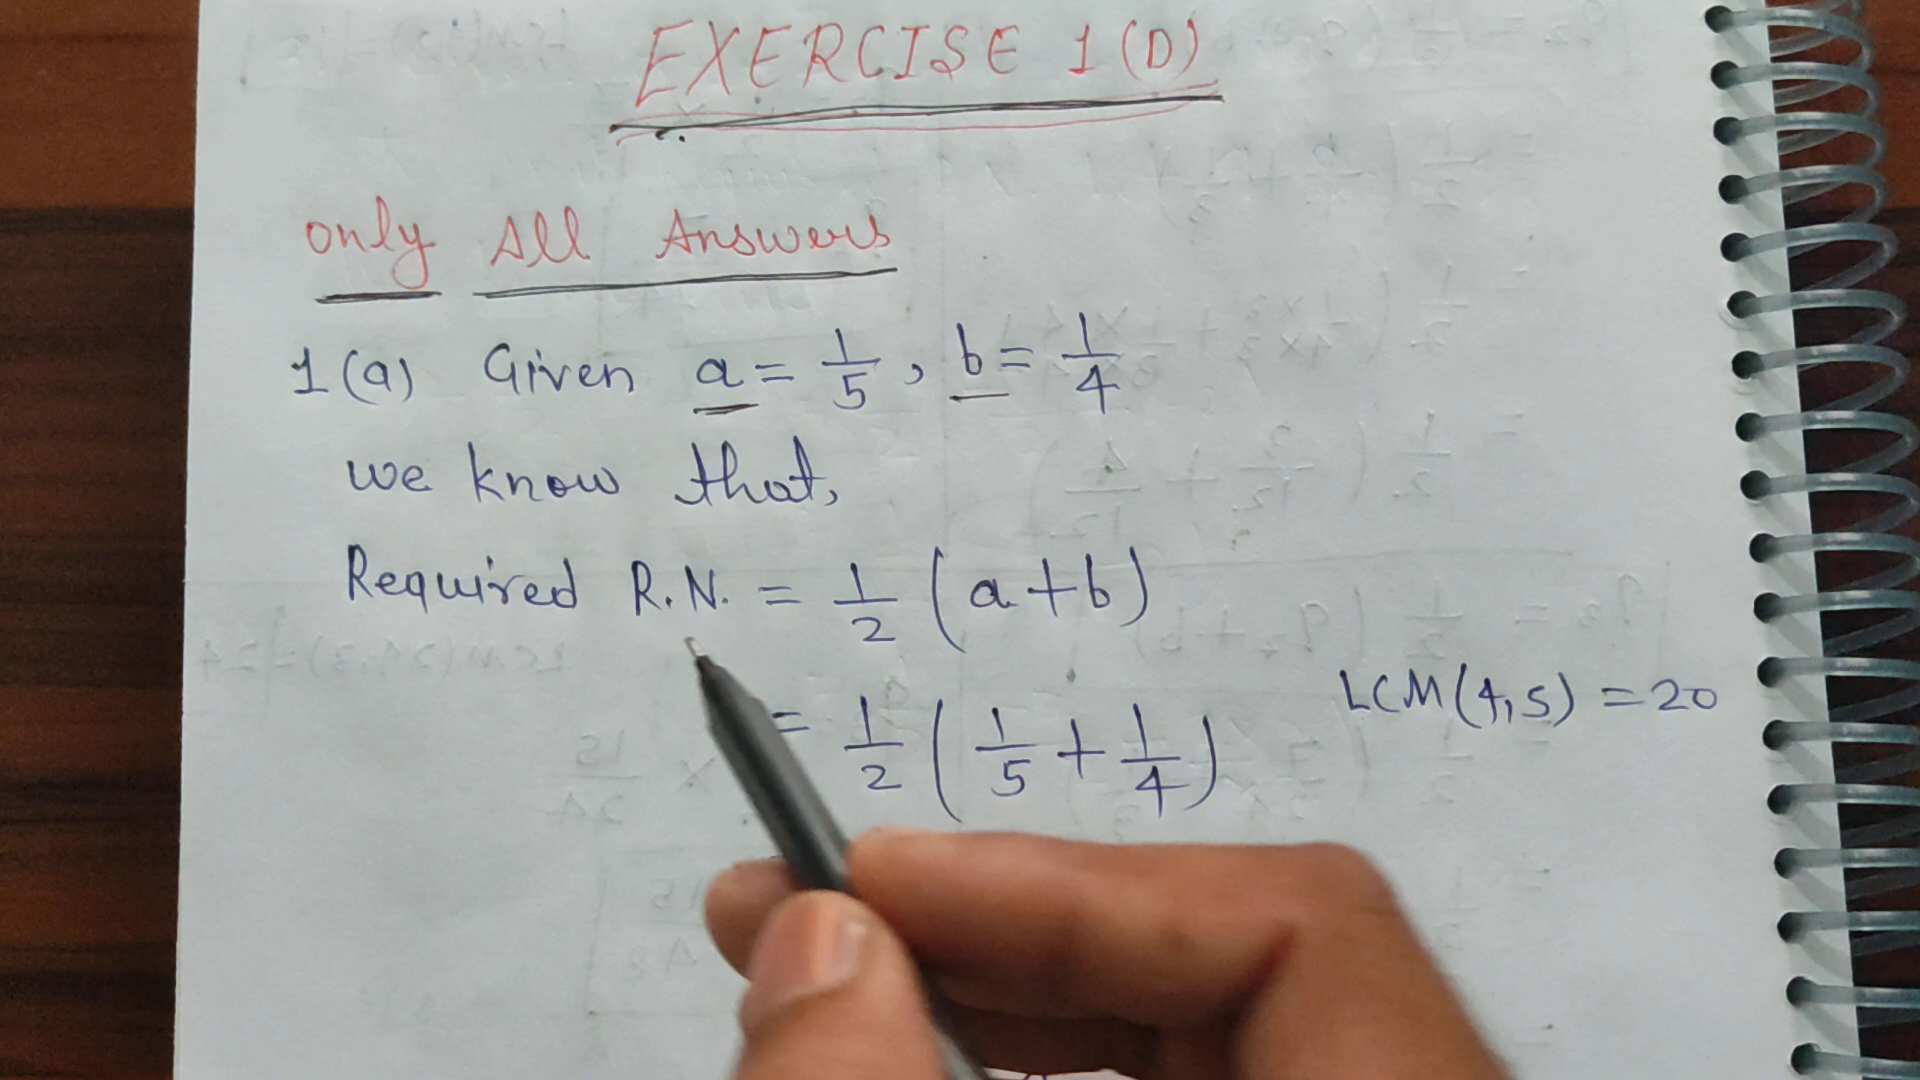 EXERCISE 1(D)
only All Answers
1(a) Given a = 1/5, b = 1/4
we know that,
Required R.N. = 1/2 (a+b)
= 1/2 (1/5 + 1/4)
LCM(4,5) = 20